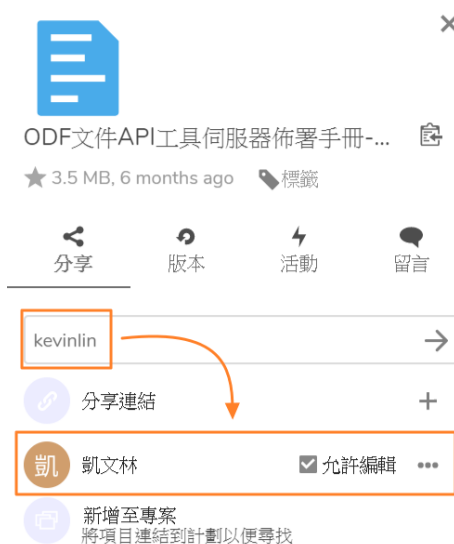 ODF文件API工具伺服器佈署手冊-...
3.5 MB, 6 months ago 標籤
分享 版本 活動 留言
kevinlin
分享連結
凱 凱文林 允許編輯
新增至專案
將項目連結到計劃以便尋找